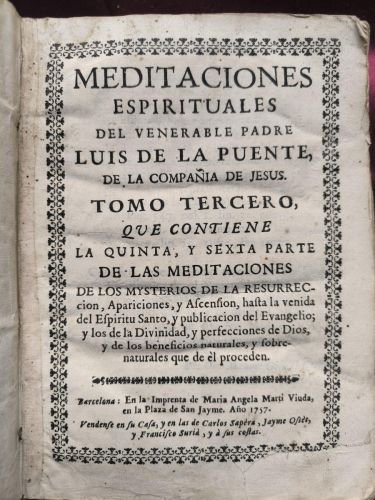 MEDITACIONES
ESPIRITUALES
DEL VENERABLE PADRE
LUIS DE LA PUENTE,
DE LA COMPAÑIA DE JESUS.
TOMO TERCERO,
QUE CONTIENE
LA QUINTA, Y SEXTA PARTE
DE LAS MEDITACIONES
DE LOS MYSTERIOS DE LA RESURREC-
cion, Apariciones, y Ascension, hasta la venida
del Espiritu Santo, y publicacion del Evangelio;
y los de la Divinidad, y perfecciones de Dios,
y de los beneficios naturales, y sobre-
naturales que de él proceden.
Barcelona: En la Imprenta de Maria Angela Martì Viuda,
en la Plaza de San Jayme. Año 1757.
Vendense en su Casa, y en las de Carlos Saperà, Jayme Osset,
y Francisco Suriá, y à sus costas.